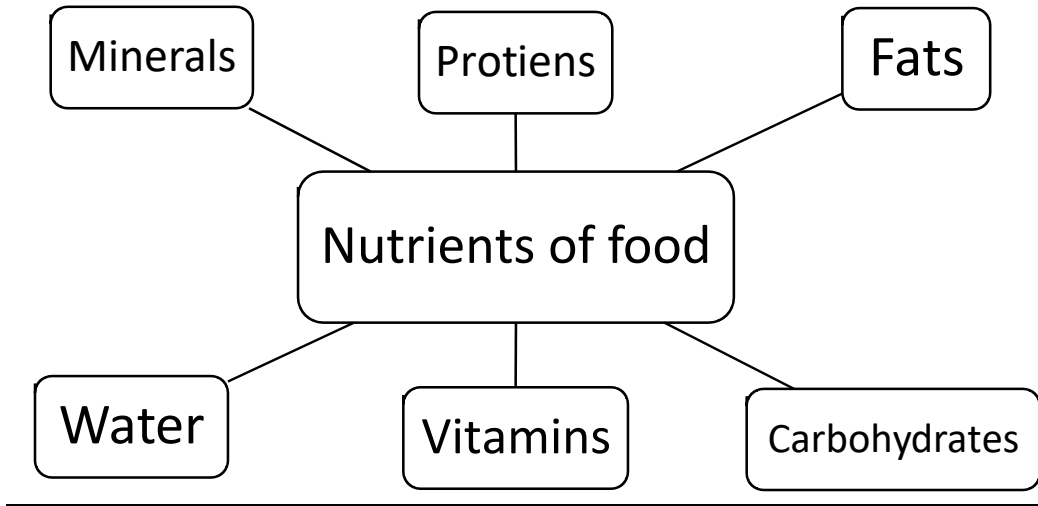 Minerals
Protiens
Fats
Nutrients of food
Water
Vitamins
Carbohydrates